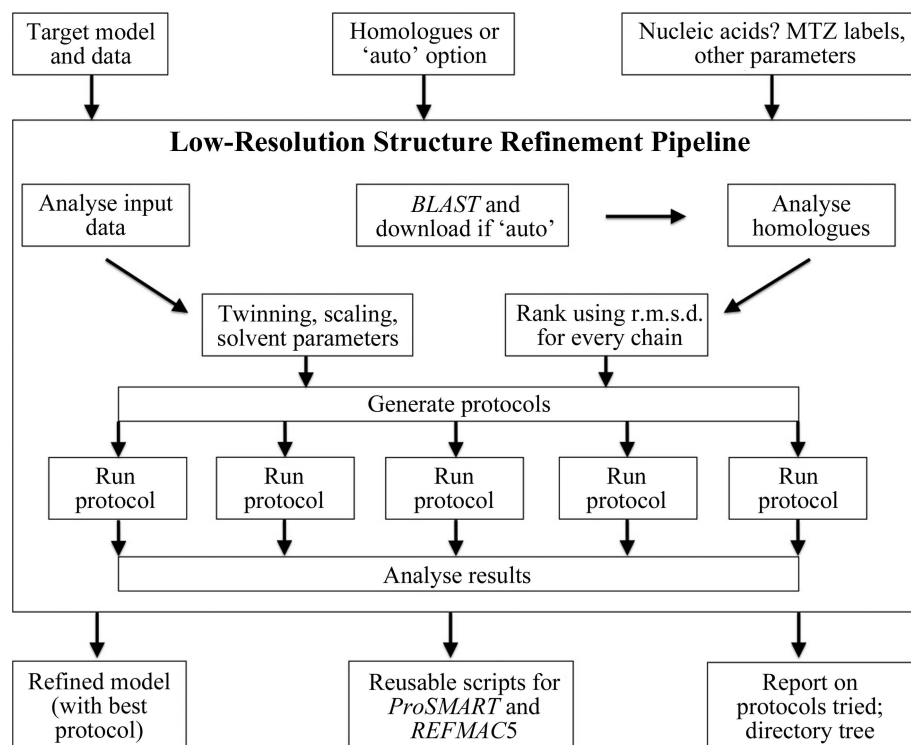 Target model
and data
Homologues or
‘auto’ option
Nucleic acids? MTZ labels,
other parameters
Low-Resolution Structure Refinement Pipeline
Analyse input
data
BLAST and
download if ‘auto’
Analyse
homologues
Twinning, scaling,
solvent parameters
Rank using r.m.s.d.
for every chain
Generate protocols
Run
protocol
Run
protocol
Run
protocol
Run
protocol
Run
protocol
Analyse results
Refined model
(with best
protocol)
Reusable scripts for
ProSMART and
REFMAC5
Report on
protocols tried;
directory tree